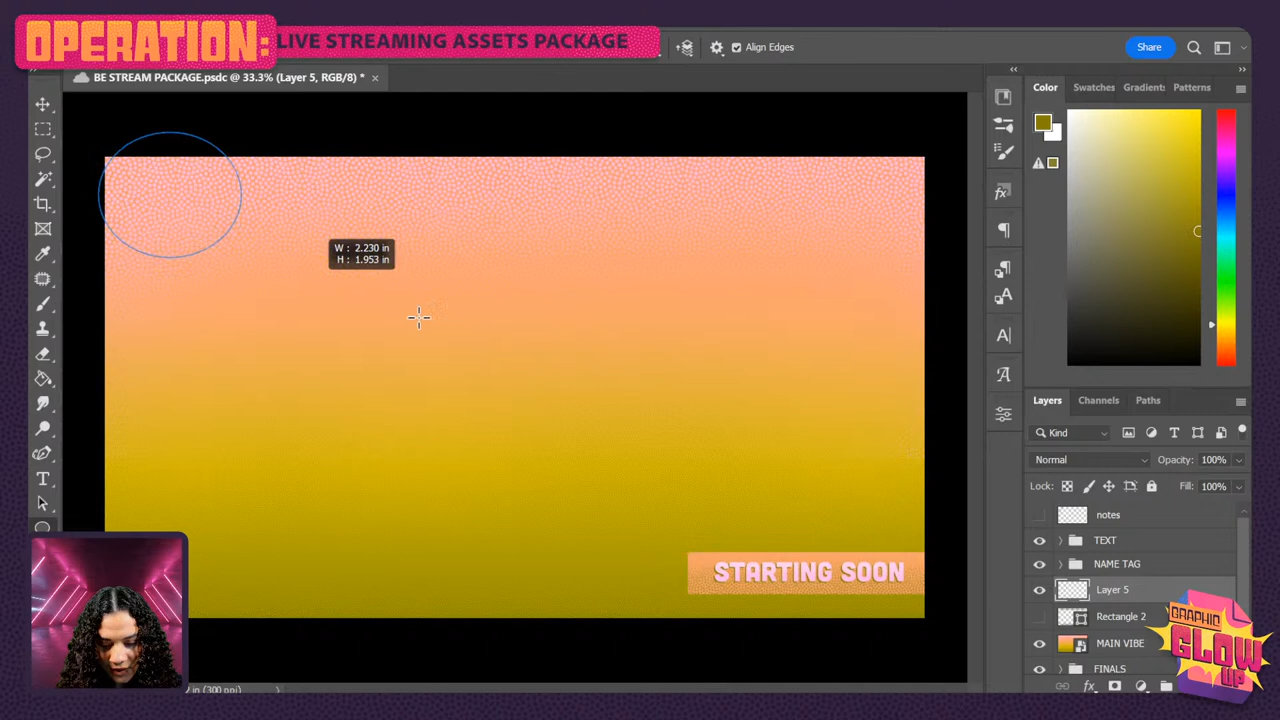 OPERATION:
LIVE STREAMING ASSETS PACKAGE
Align Edges
Share
BE STREAM PACKAGE.psdc @ 33.3% (Layer 5, RGB/8) *
Color
Swatches
Gradient:
Patterns
W : 2.230 in
H : 1.953 in
Layers
Channels
Paths
Kind
Normal
Opacity: 100%
Lock:
Fill: 100%
notes
TEXT
NAME TAG
Layer 5
Rectangle 2
MAIN VIBE
FINALS
STARTING SOON
in (300 ppi)
GRAPHIC
GLOW
UP